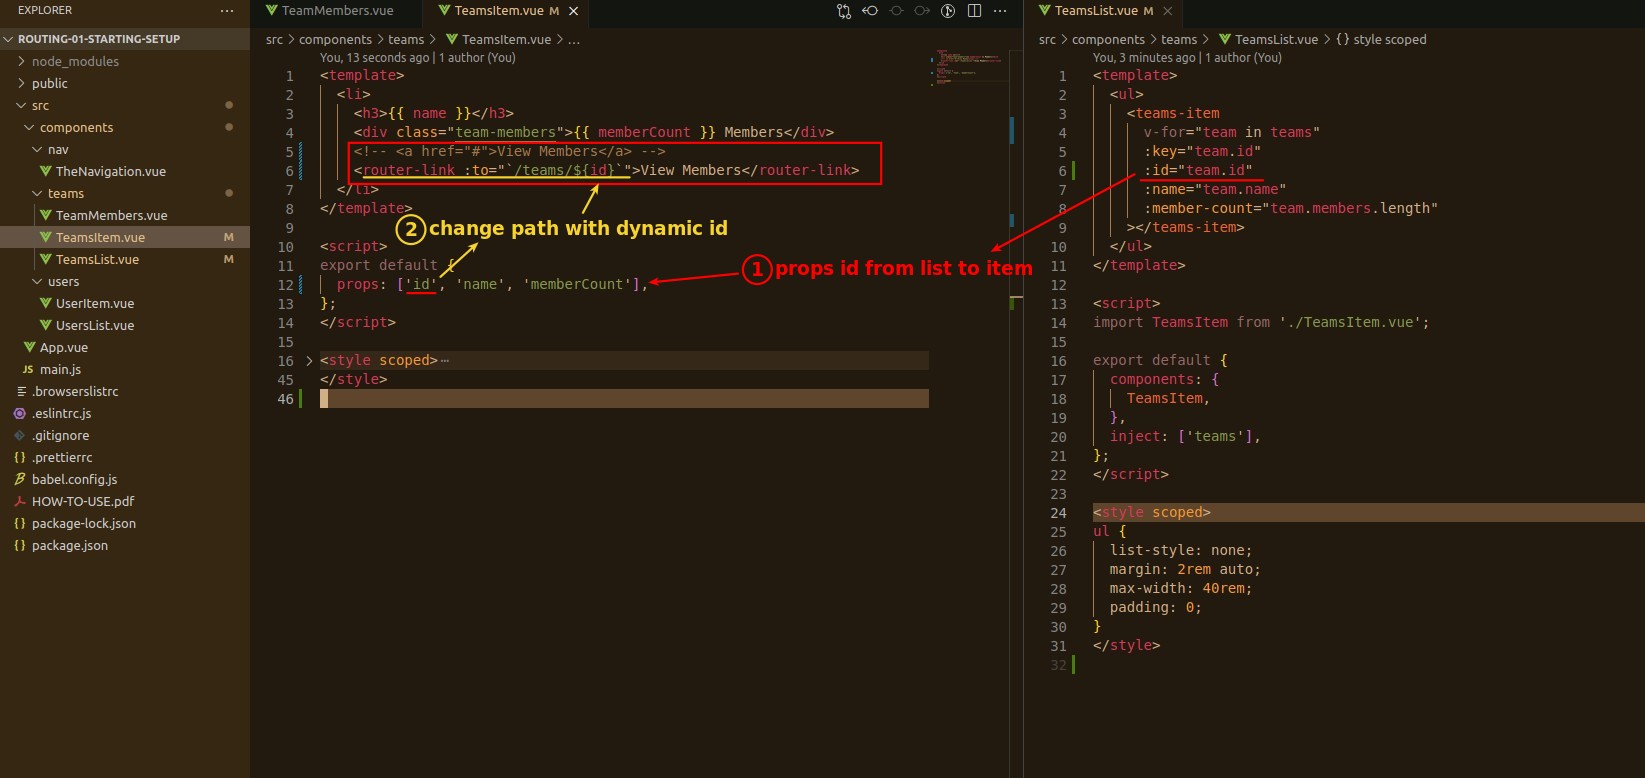 EXPLORER
ROUTING-01-STARTING-SETUP
node_modules
public
src
components
nav
TheNavigation.vue
teams
TeamMembers.vue
TeamsItem.vue M
TeamsList.vue M
users
UserItem.vue
UsersList.vue
App.vue
JS main.js
.browserslistrc
.eslintrc.js
.gitignore
{} .prettierrc
babel.config.js
HOW-TO-USE.pdf
{} package-lock.json
{} package.json
TeamMembers.vue TeamsItem.vue M
src > components > teams > TeamsItem.vue > ...
You, 13 seconds ago | 1 author (You)
1 <template>
2 <li>
3 <h3>{{ name }}</h3>
4 <div class="team-members">{{ memberCount }} Members</div>
5 <!-- <a href="#">View Members</a> -->
6 <router-link :to="`/teams/${id}`">View Members</router-link>
7 </li>
8 </template>
9
10 <script>
11 export default {
12 props: ['id', 'name', 'memberCount'],
13 };
14 </script>
15
16 <style scoped>
45 </style>
46
2 change path with dynamic id
1 props id from list to item
TeamsList.vue M
src > components > teams > TeamsList.vue > {} style scoped
You, 3 minutes ago | 1 author (You)
1 <template>
2 <ul>
3 <teams-item
4 v-for="team in teams"
5 :key="team.id"
6 :id="team.id"
7 :name="team.name"
8 :member-count="team.members.length"
9 ></teams-item>
10 </ul>
11 </template>
12
13 <script>
14 import TeamsItem from './TeamsItem.vue';
15
16 export default {
17 components: {
18 TeamsItem,
19 },
20 inject: ['teams'],
21 };
22 </script>
23
24 <style scoped>
25 ul {
26 list-style: none;
27 margin: 2rem auto;
28 max-width: 40rem;
29 padding: 0;
30 }
31 </style>
32